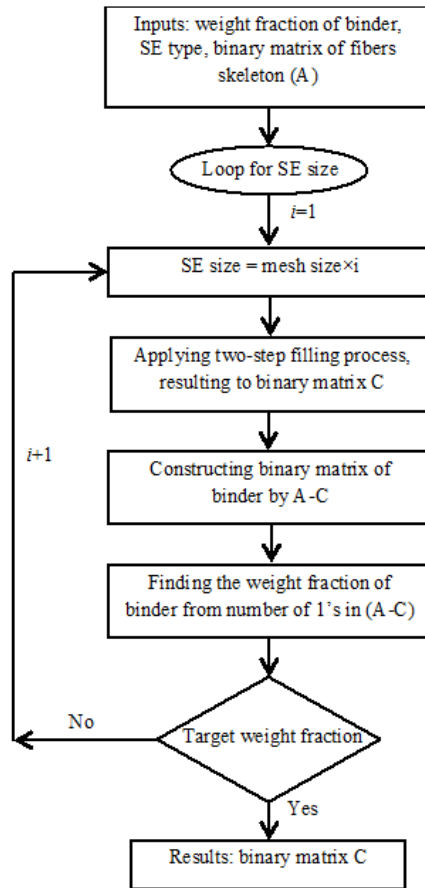 Inputs: weight fraction of binder,
SE type, binary matrix of fibers
skeleton (A)
Loop for SE size
i=1
SE size = mesh size×i
Applying two-step filling process,
resulting to binary matrix C
i+1
Constructing binary matrix of
binder by A-C
Finding the weight fraction of
binder from number of 1’s in (A-C)
No
Target weight fraction
Yes
Results: binary matrix C